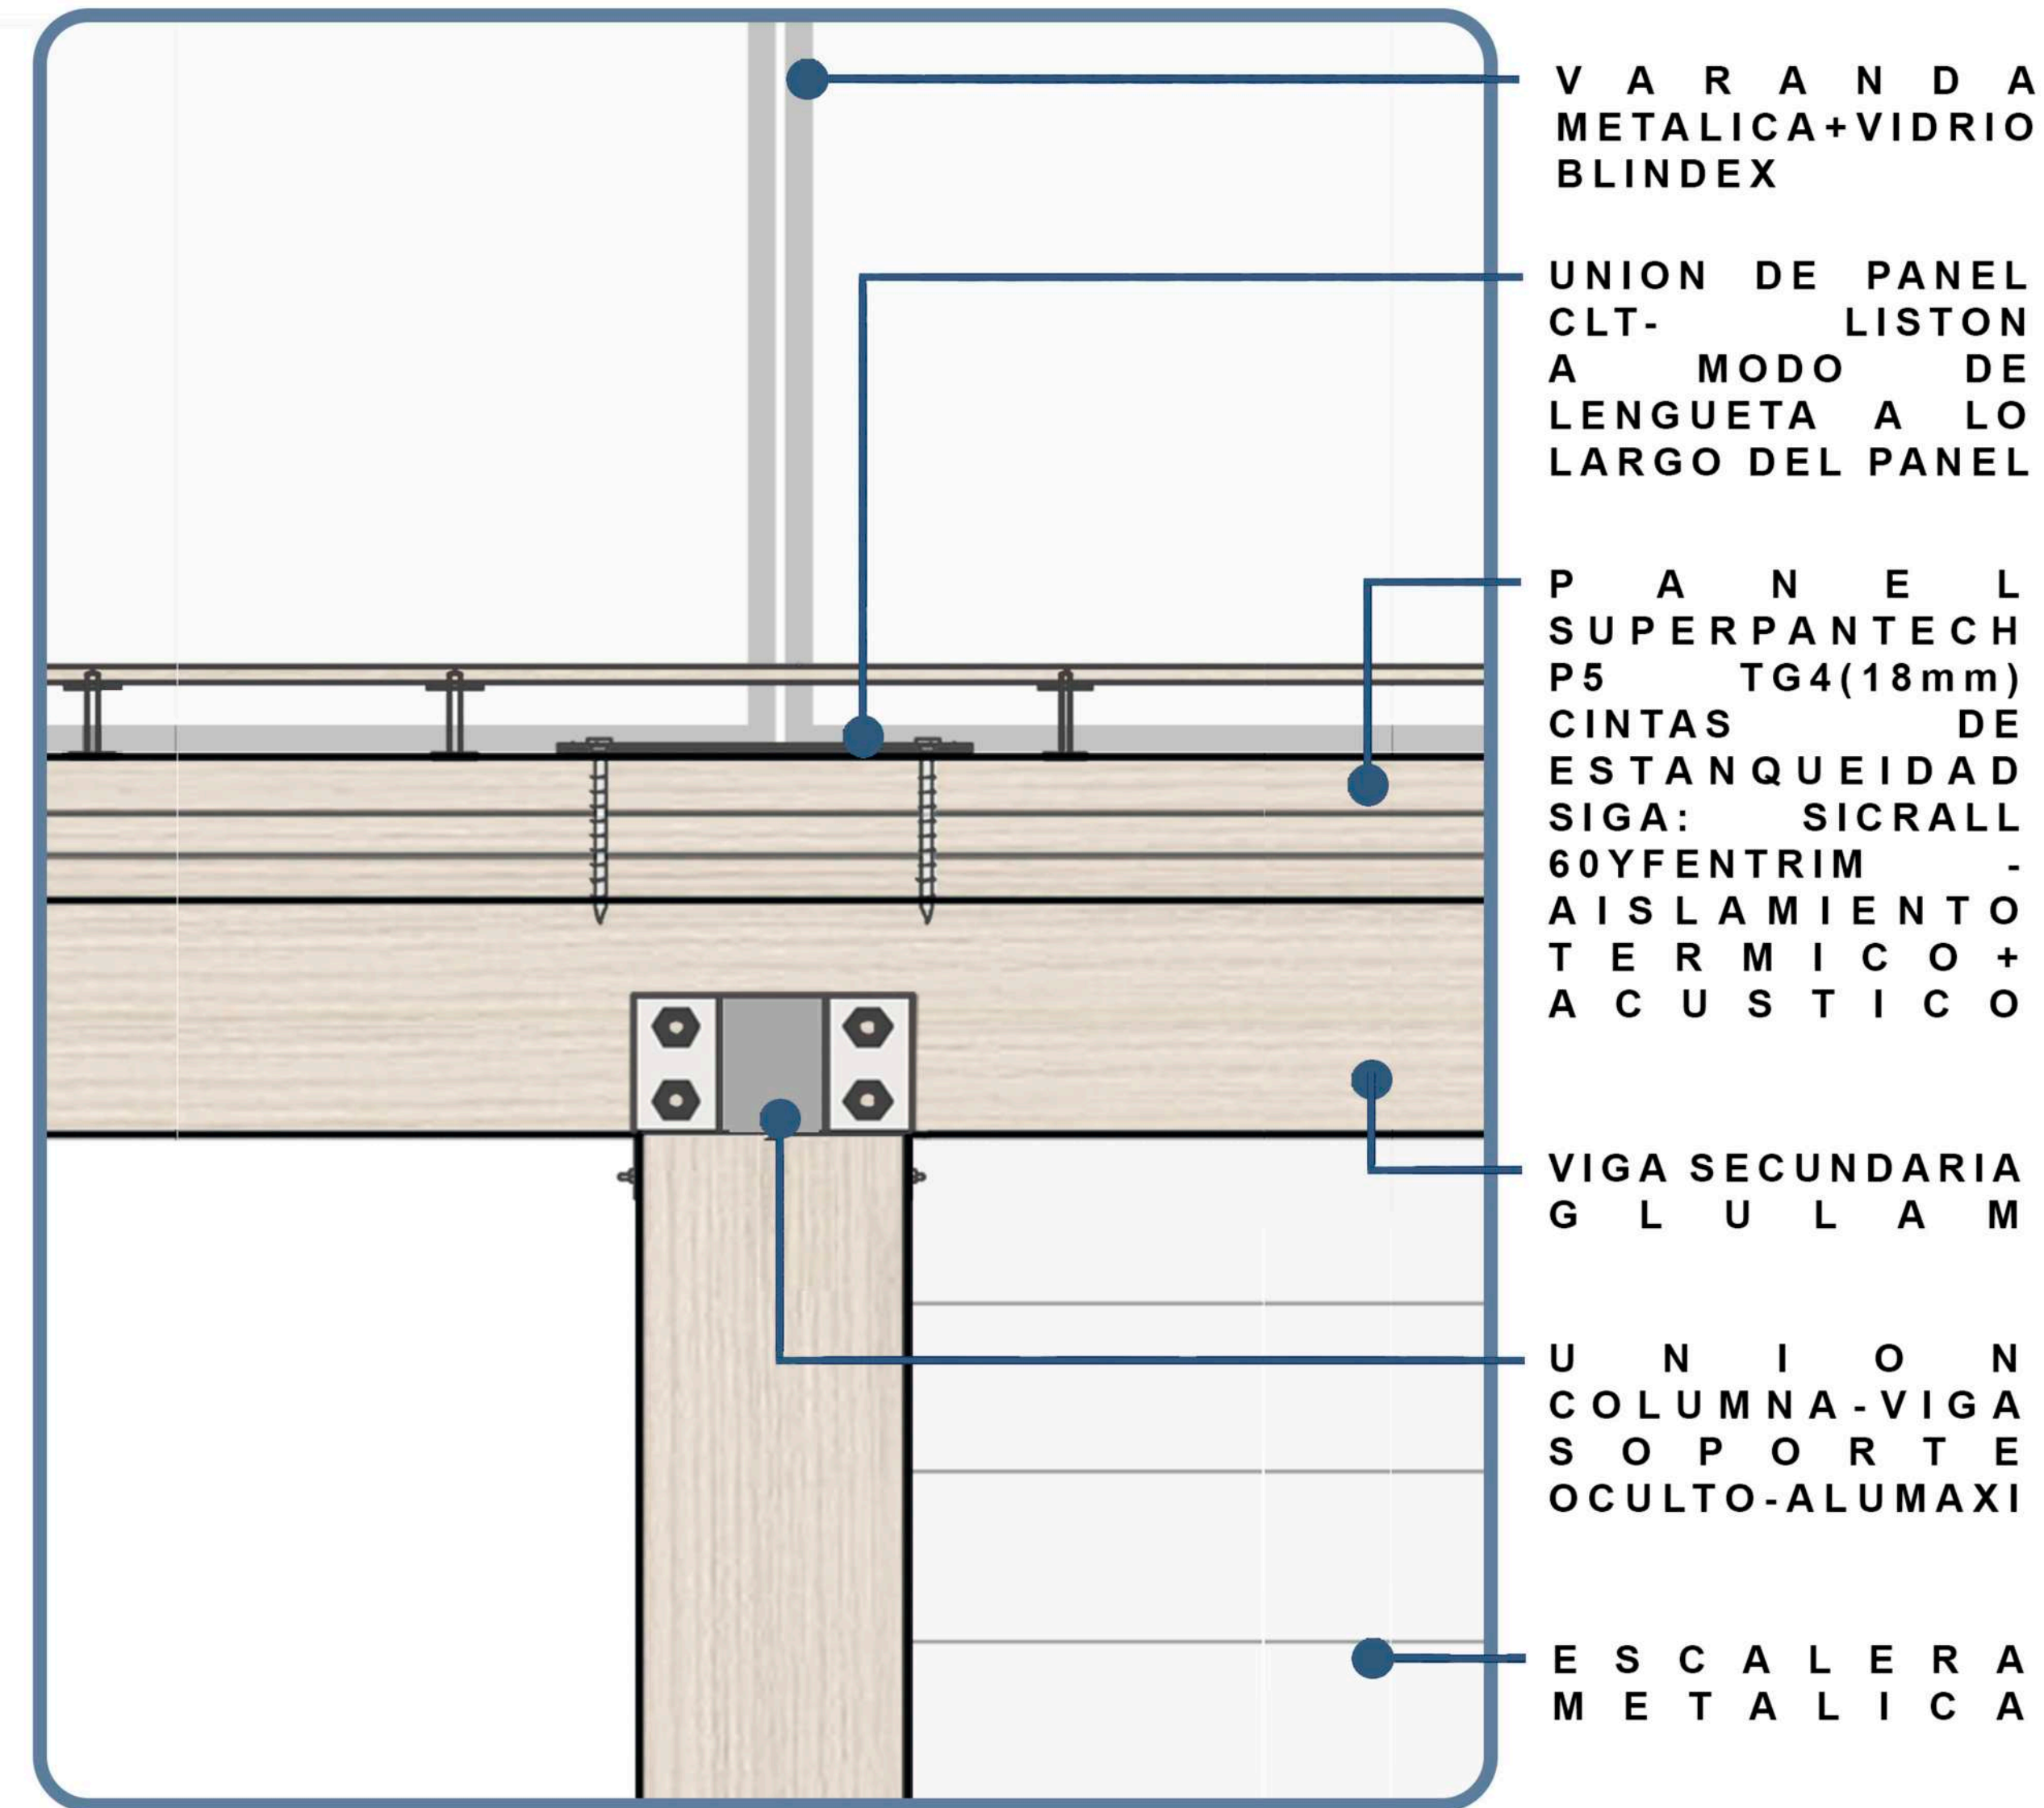 VARANDA
METALICA+VIDRIO
BLINDEX
UNION DE PANEL
CLT- LISTON
A MODO DE
LENGUETA A LO
LARGO DEL PANEL
PANEL
SUPERPANTECH
P5 TG4(18mm)
CINTAS DE
ESTANQUEIDAD
SIGA: SICRALL
60YFENTRIM -
AISLAMIENTO
TERMICO+
ACUSTICO
VIGA SECUNDARIA
GLULAM
UNION
COLUMNA-VIGA
SOPORTE
OCULTO-ALUMAXI
ESCALERA
METALICA